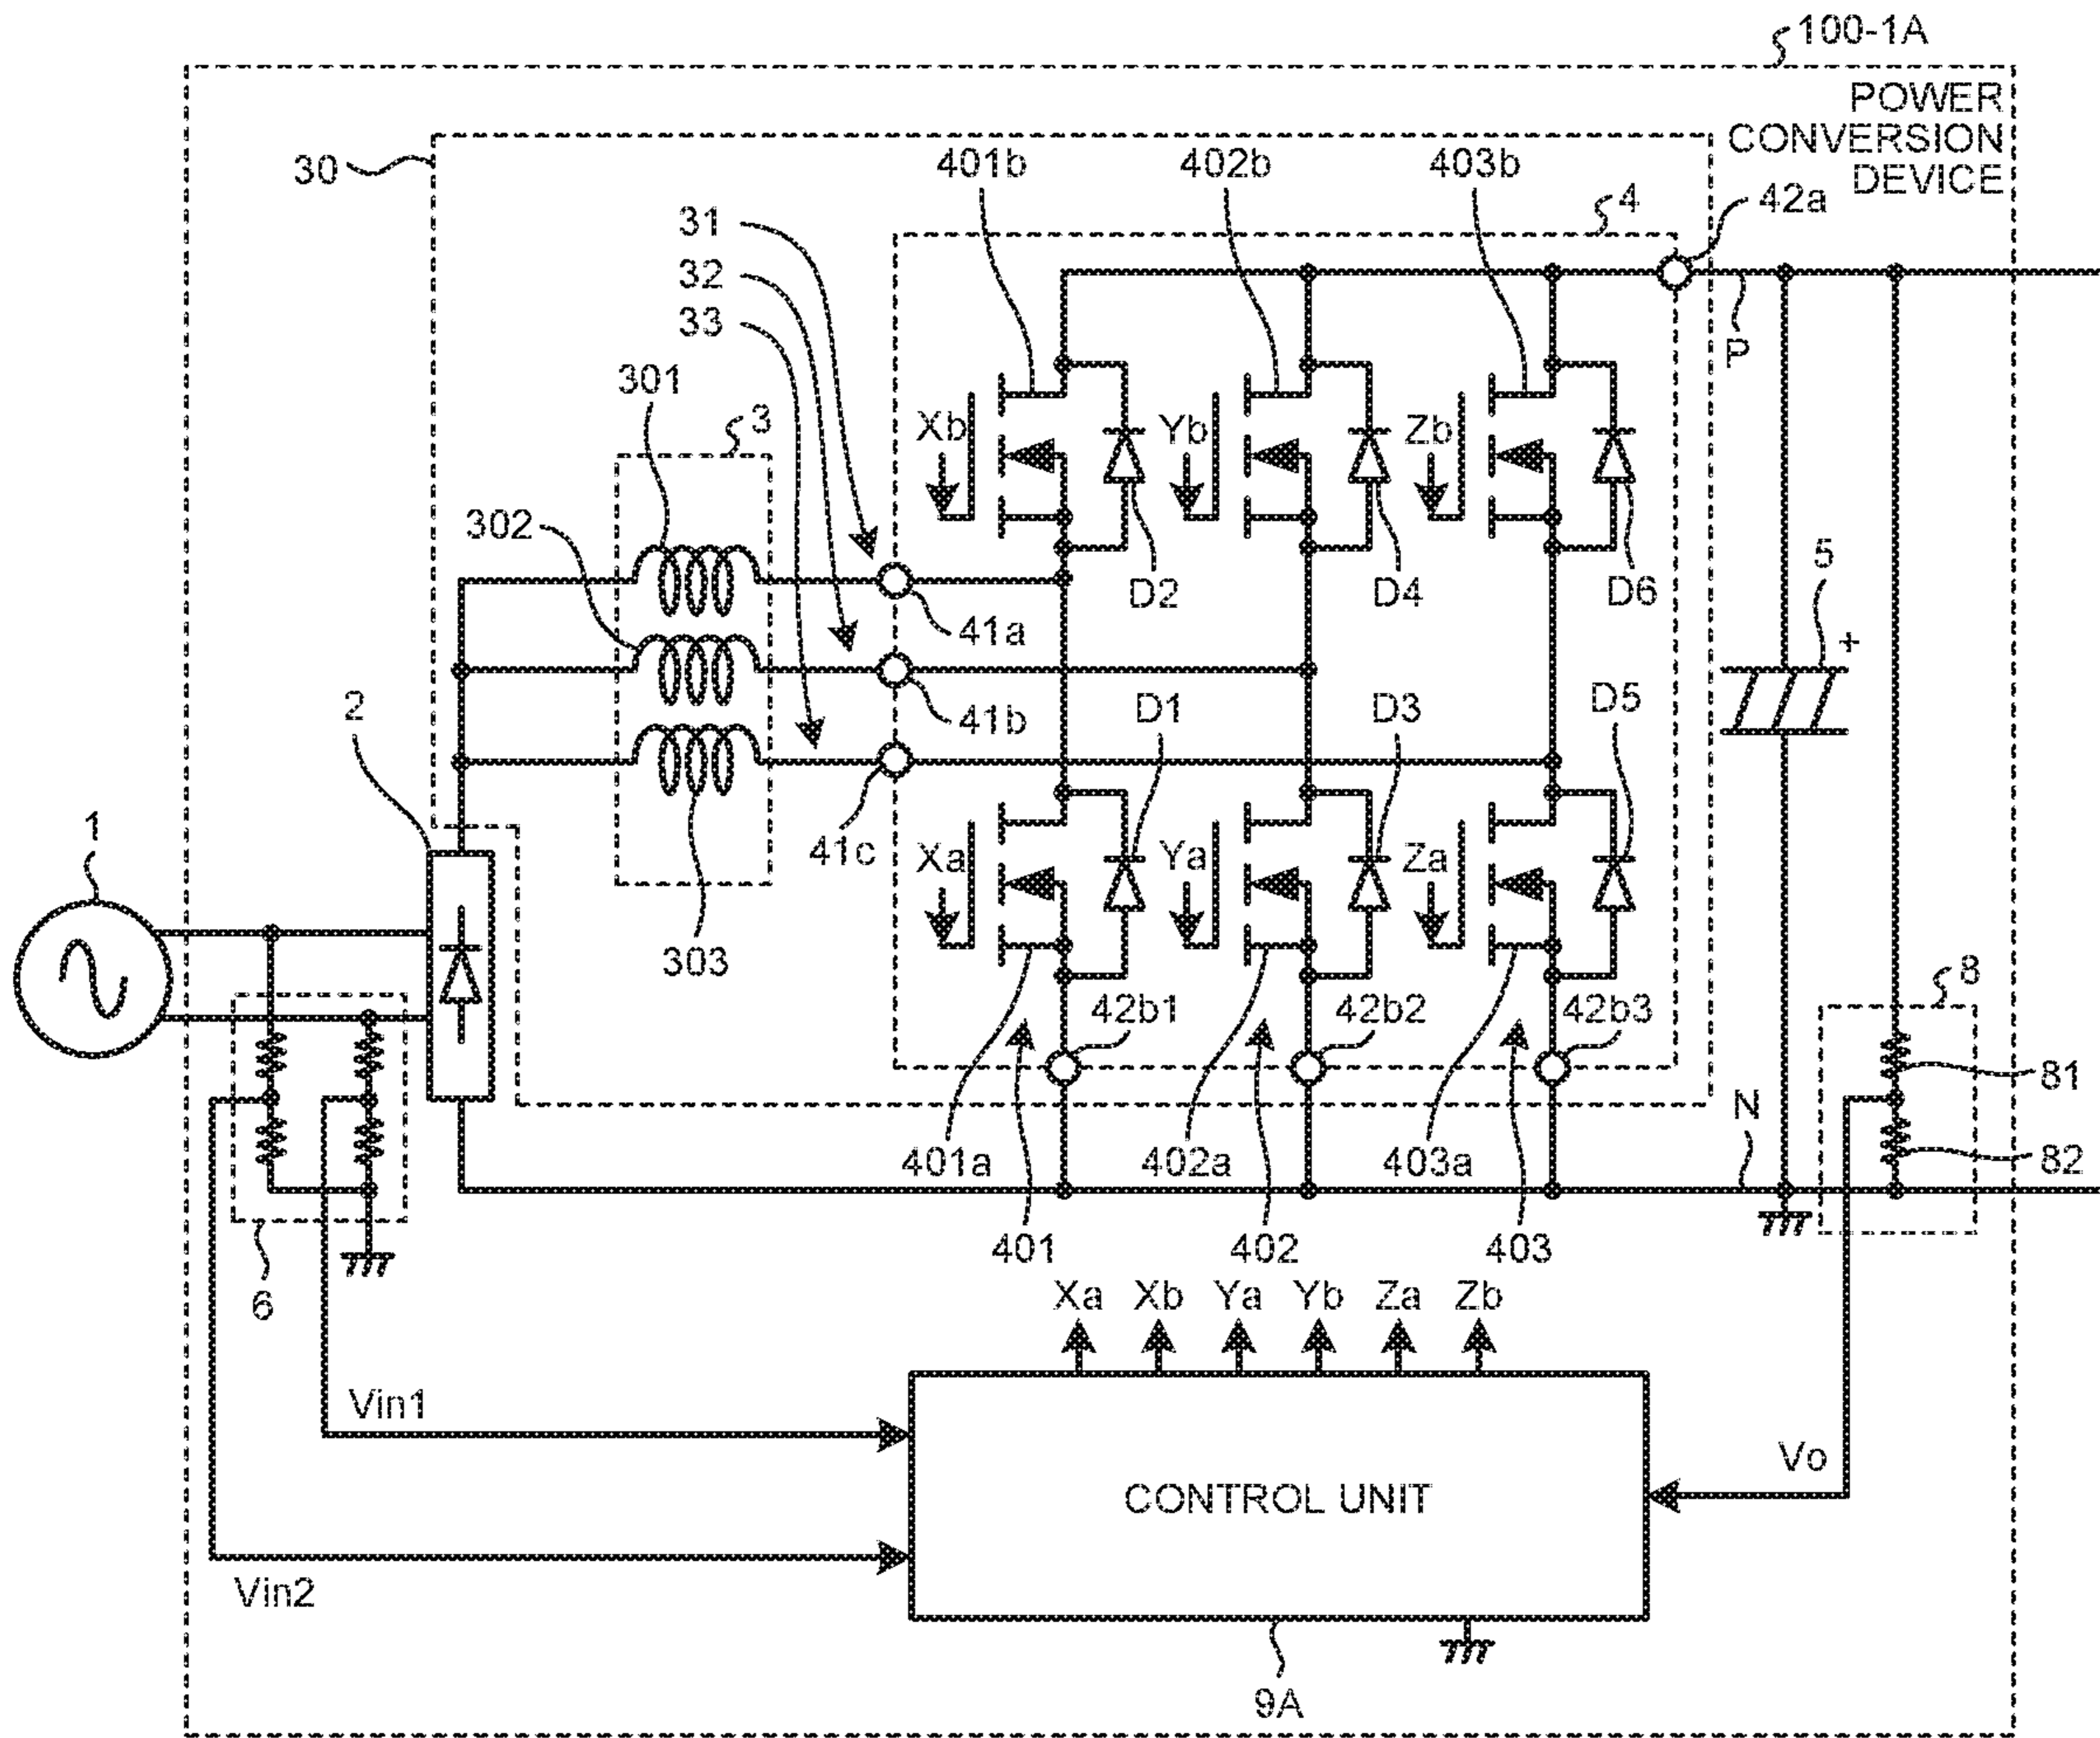 100-1A
POWER
CONVERSION
DEVICE
30
401b
402b
403b
4
42a
31
32
33
P
301
3
Xb
Yb
Zb
302
5
+
D2
D4
D6
41a
2
41b
D1
D3
D5
1
41c
Xa
Ya
Za
303
8
42b1
42b2
42b3
81
N
401a
402a
403a
82
401
402
403
6
Xa
Xb
Ya
Yb
Za
Zb
Vin1
Vo
CONTROL UNIT
Vin2
9A